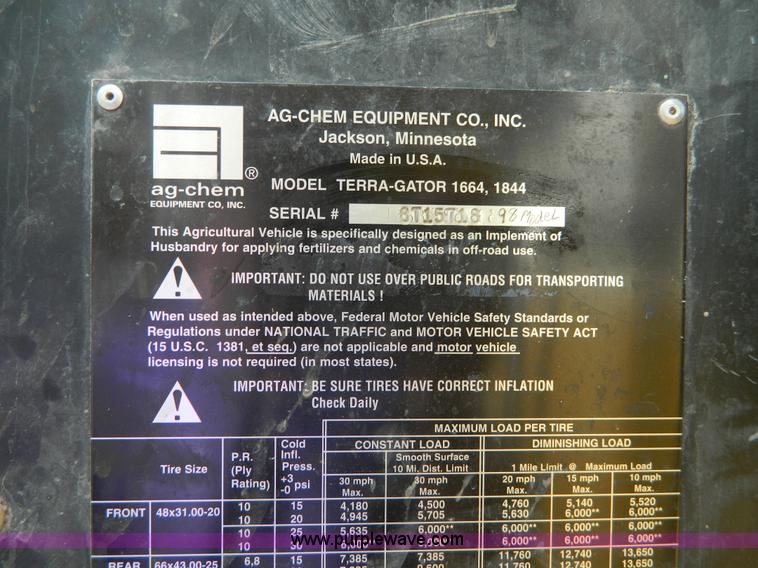 AG-CHEM EQUIPMENT CO., INC.
Jackson, Minnesota
Made in U.S.A.
ag-chem ®
EQUIPMENT CO, INC.
MODEL TERRA-GATOR 1664, 1844
SERIAL # 98 Model
This Agricultural Vehicle is specifically designed as an Implement of
Husbandry for applying fertilizers and chemicals in off-road use.
IMPORTANT: DO NOT USE OVER PUBLIC ROADS FOR TRANSPORTING
MATERIALS !
When used as intended above, Federal Motor Vehicle Safety Standards or
Regulations under NATIONAL TRAFFIC and MOTOR VEHICLE SAFETY ACT
(15 U.S.C. 1381, et seq.) are not applicable and motor vehicle
licensing is not required (in most states).
IMPORTANT: BE SURE TIRES HAVE CORRECT INFLATION
Check Daily
MAXIMUM LOAD PER TIRE
CONSTANT LOAD DIMINISHING LOAD
Tire Size P.R. (Ply Rating) Cold Infl. Press. +3 -0 psi
Smooth Surface
10 Mi. Dist. Limit 1 Mile Limit @ Maximum Load
30 mph Max. 30 mph Max. 20 mph Max. 15 mph Max. 10 mph Max.
FRONT 48x31.00-20 10 15 4,180 4,500 4,760 5,140 5,520
10 20 4,945 5,705 5,630 6,000** 6,000**
10 25 5,635 6,000** 6,000** 6,000** 6,000**
10 30 6,000** 6,000** 6,000** 6,000**
REAR 66x43.00-25 6,8 15 7,385 7,385 11,760 12,740 13,650
www.purplewave.com